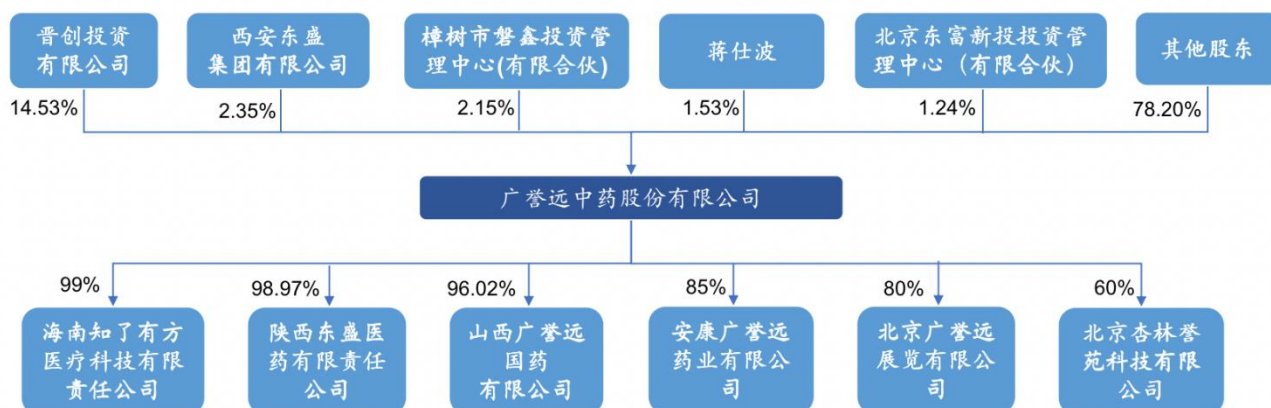 晋创投资
有限公司
西安东盛
集团有限公司
樟树市磐鑫投资管
理中心(有限合伙)
蒋仕波
北京东富新投投资管
理中心（有限合伙）
其他股东
14.53%
2.35%
2.15%
1.53%
1.24%
78.20%
广誉远中药股份有限公司
99%
98.97%
96.02%
85%
80%
60%
海南知了有方
医疗科技有限
责任公司
陕西东盛医
药有限责任
公司
山西广誉远
国药
有限公司
安康广誉远
药业有限公
司
北京广誉远
展览有限公
司
北京杏林誉
苑科技有限
公司